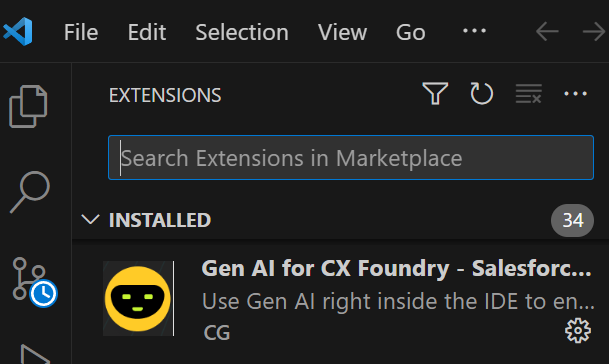 File Edit Selection View Go ...
EXTENSIONS
Search Extensions in Marketplace
INSTALLED 34
Gen AI for CX Foundry - Salesforc...
Use Gen AI right inside the IDE to en...
CG